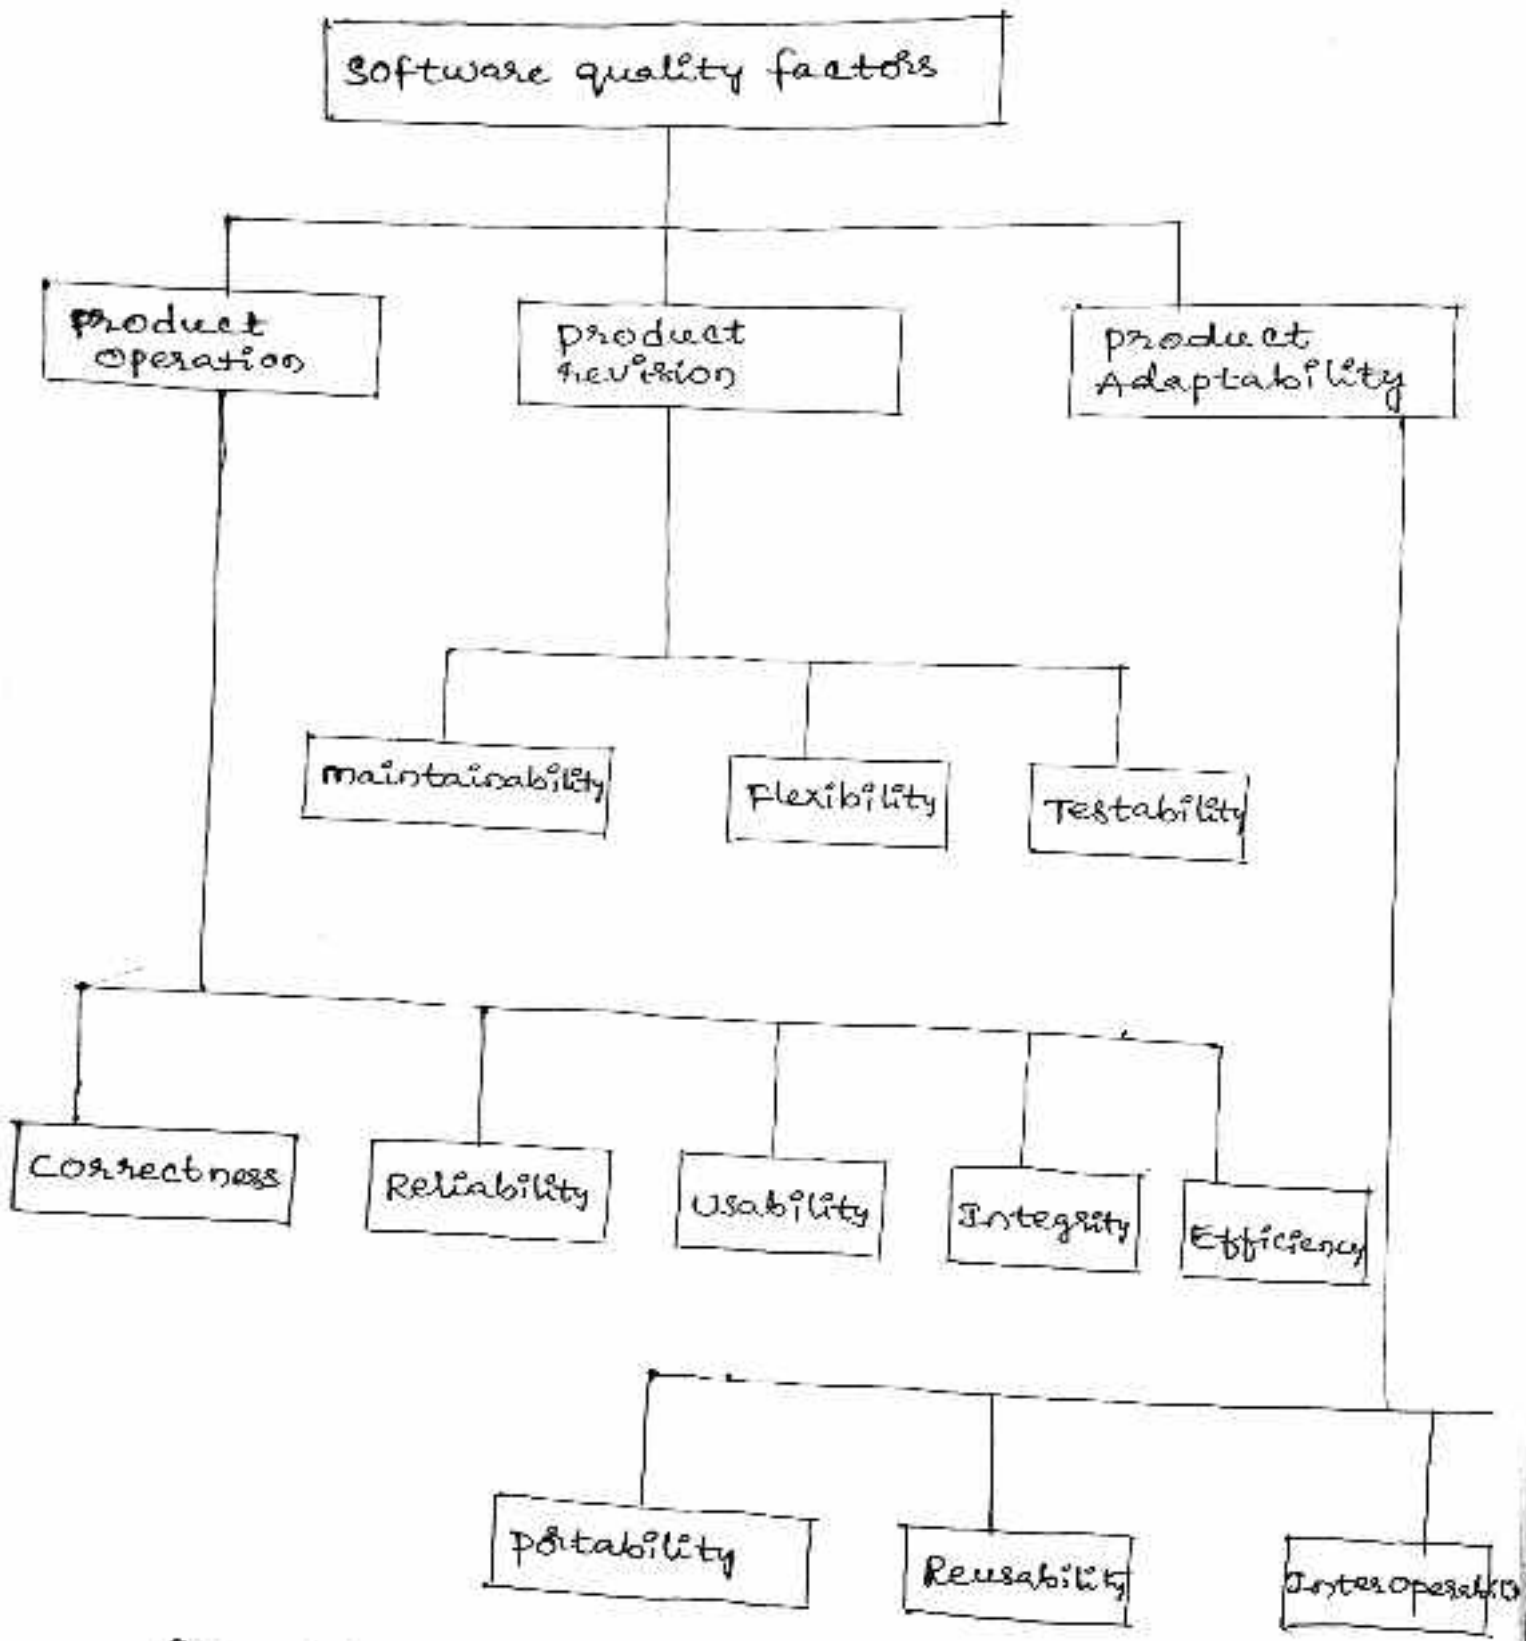 Software quality factors
Product
Operation
Product
revision
product
Adaptability
maintainability
Flexibility
Testability
Correctness
Reliability
Usability
Integrity
Efficiency
portability
Reusability
InterOperabili